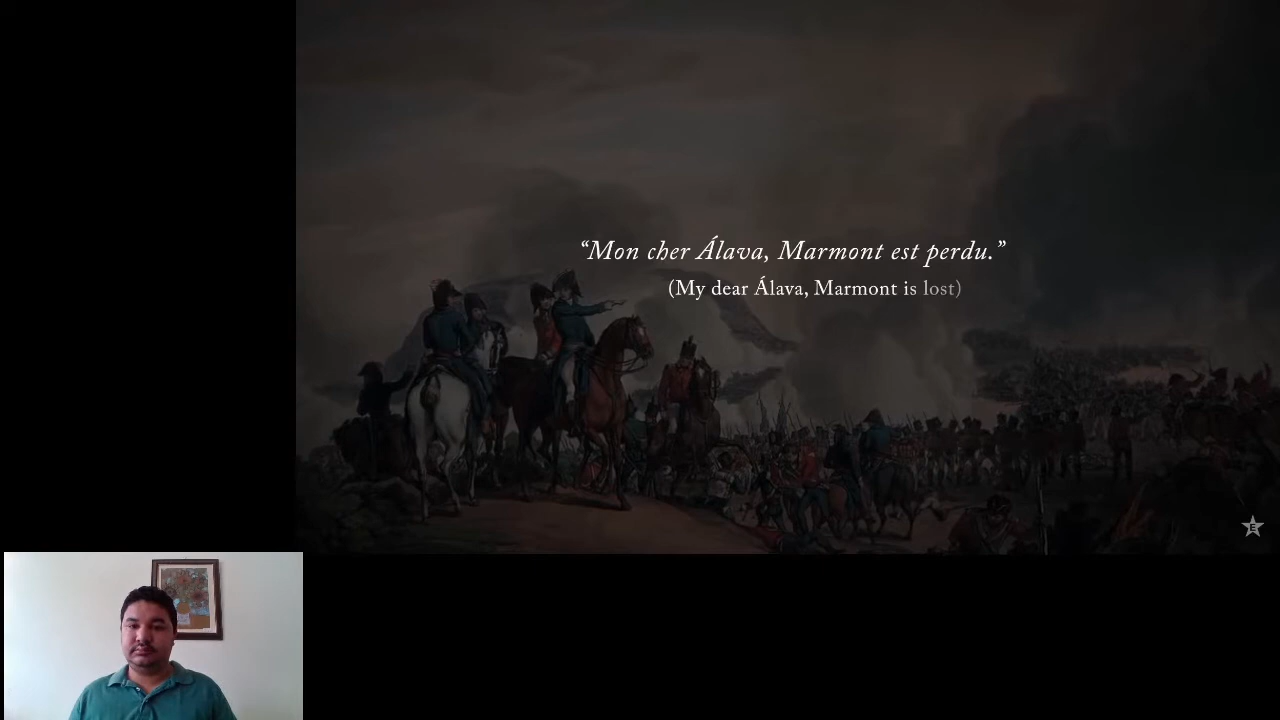 “Mon cher Álava, Marmont est perdu.”
(My dear Álava, Marmont is lost)
E